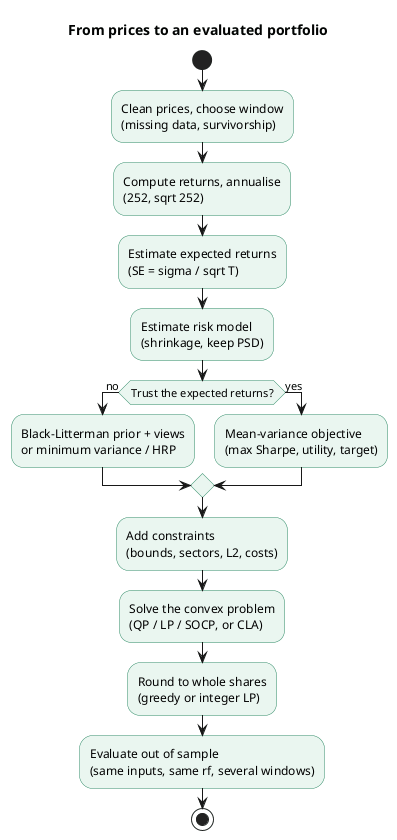 From prices to an evaluated portfolio
Clean prices, choose window
(missing data, survivorship)
Compute returns, annualise
(252, sqrt 252)
Estimate expected returns
(SE = sigma / sqrt T)
Estimate risk model
(shrinkage, keep PSD)
no
Trust the expected returns?
yes
Black-Litterman prior + views
or minimum variance / HRP
Mean-variance objective
(max Sharpe, utility, target)
Add constraints
(bounds, sectors, L2, costs)
Solve the convex problem
(QP / LP / SOCP, or CLA)
Round to whole shares
(greedy or integer LP)
Evaluate out of sample
(same inputs, same rf, several windows)